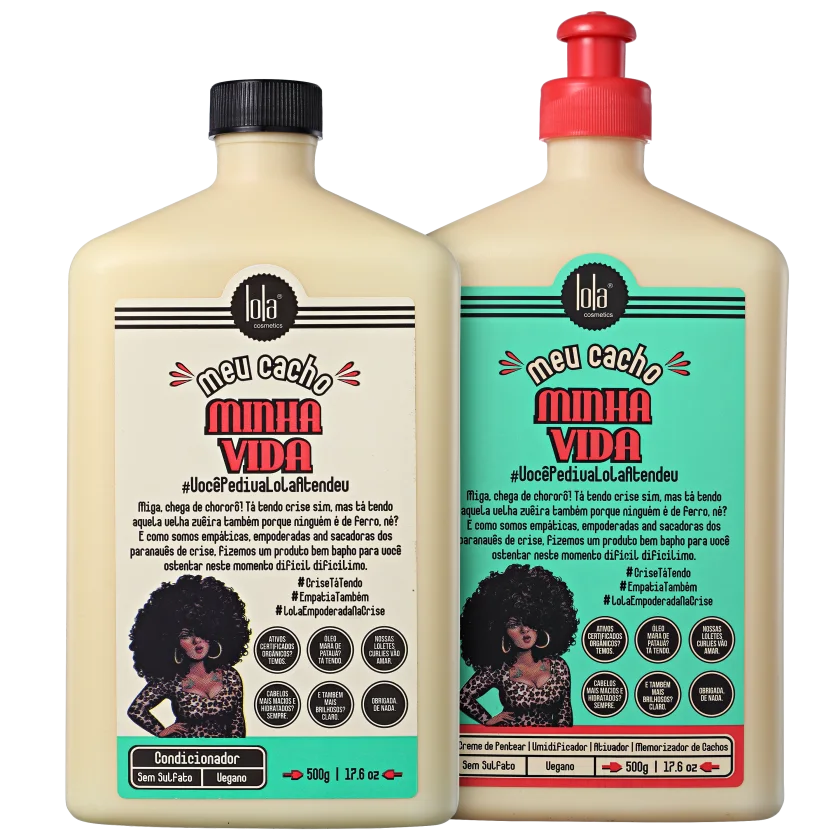 lola®
cosmetics
meu cacho
MINHA
VIDA
#VocêPediuaLolaAtendeu
Miga, chega de chororô! Tá tendo crise sim, mas tá tendo
aquela velha zuêira também porque ninguém é de ferro, né?
E como somos empáticas, empoderadas and sacadoras dos
paranauês de crise, fizemos um produto bem bapho para você
ostentar neste momento difícil dificílimo.
#CriseTáTendo
#EmpatiaTambém
#LolaEmpoderadaNaCrise
ATIVOS
CERTIFICADOS
ORGÂNICOS?
TEMOS.
ÓLEO
MARA DE
PATAUÁ?
TÁ TENDO.
NOSSAS
LOLETES,
CURLIES VÃO
AMAR.
CABELOS
MAIS MACIOS E
HIDRATADOS?
SEMPRE.
E TAMBÉM
MAIS
BRILHOSOS?
CLARO.
OBRIGADA,
DE NADA.
Condicionador
Sem Sulfato | Vegano
500g | 17.6 oz
lola®
cosmetics
meu cacho
MINHA
VIDA
#VocêPediuaLolaAtendeu
Miga, chega de chororô! Tá tendo crise sim, mas tá tendo
aquela velha zuêira também porque ninguém é de ferro, né?
E como somos empáticas, empoderadas and sacadoras dos
paranauês de crise, fizemos um produto bem bapho para você
ostentar neste momento difícil dificílimo.
#CriseTáTendo
#EmpatiaTambém
#LolaEmpoderadaNaCrise
ATIVOS
CERTIFICADOS
ORGÂNICOS?
TEMOS.
ÓLEO
MARA DE
PATAUÁ?
TÁ TENDO.
NOSSAS
LOLETES,
CURLIES VÃO
AMAR.
CABELOS
MAIS MACIOS E
HIDRATADOS?
SEMPRE.
E TAMBÉM
MAIS
BRILHOSOS?
CLARO.
OBRIGADA,
DE NADA.
Creme de Pentear | Umidificador | Ativador | Memorizador de Cachos
Sem Sulfato | Vegano | 500g | 17.6 oz